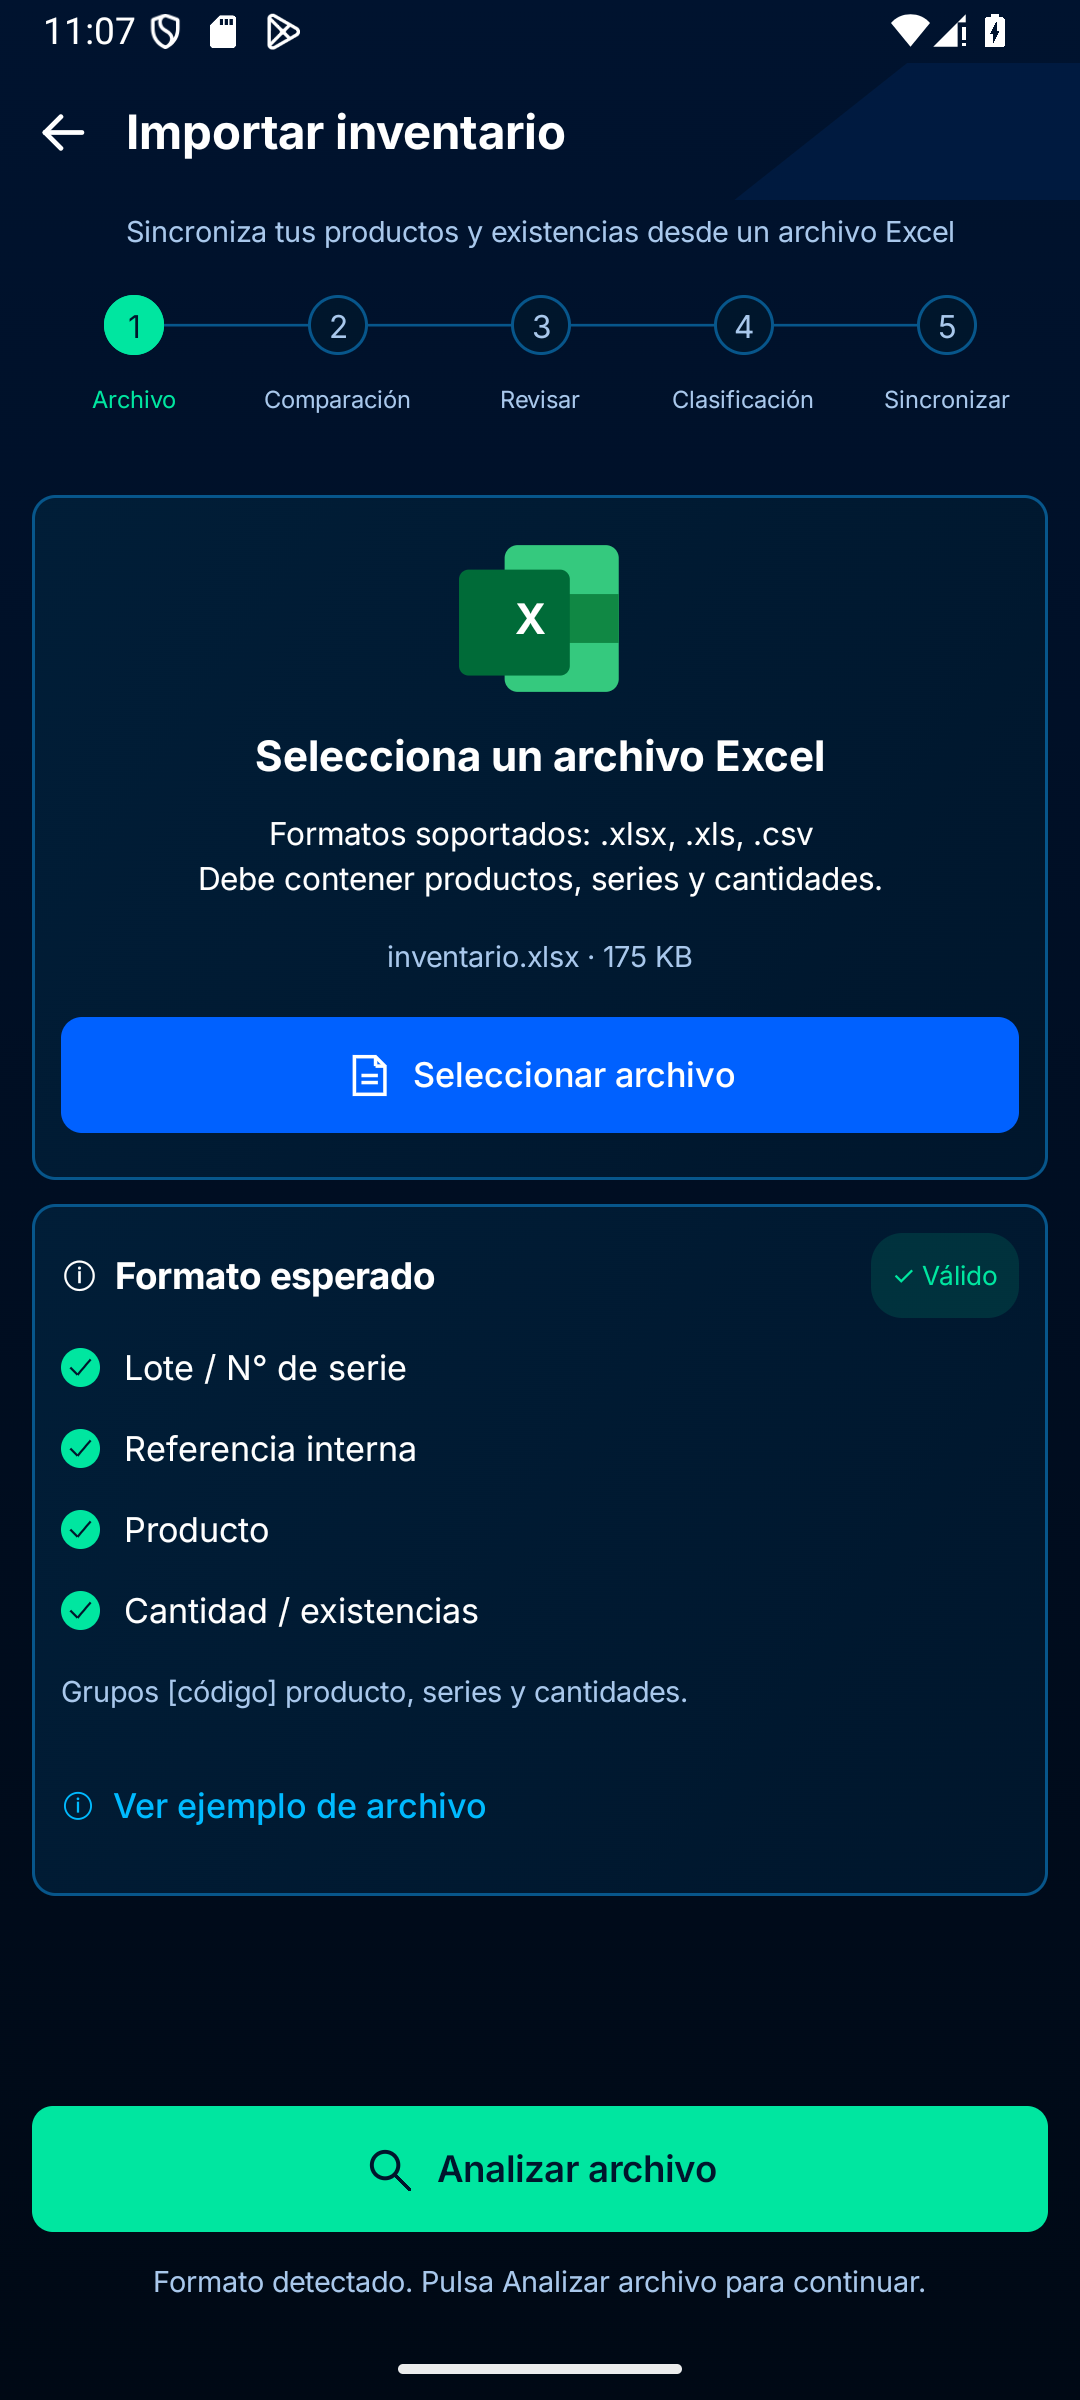 11:07
Importar inventario
Sincroniza tus productos y existencias desde un archivo Excel
1
2
3
4
5
Archivo
Comparación
Revisar
Clasificación
Sincronizar
X
Selecciona un archivo Excel
Formatos soportados: .xlsx, .xls, .csv
Debe contener productos, series y cantidades.
inventario.xlsx · 175 KB
Seleccionar archivo
Formato esperado
Válido
Lote / N° de serie
Referencia interna
Producto
Cantidad / existencias
Grupos [código] producto, series y cantidades.
Ver ejemplo de archivo
Analizar archivo
Formato detectado. Pulsa Analizar archivo para continuar.